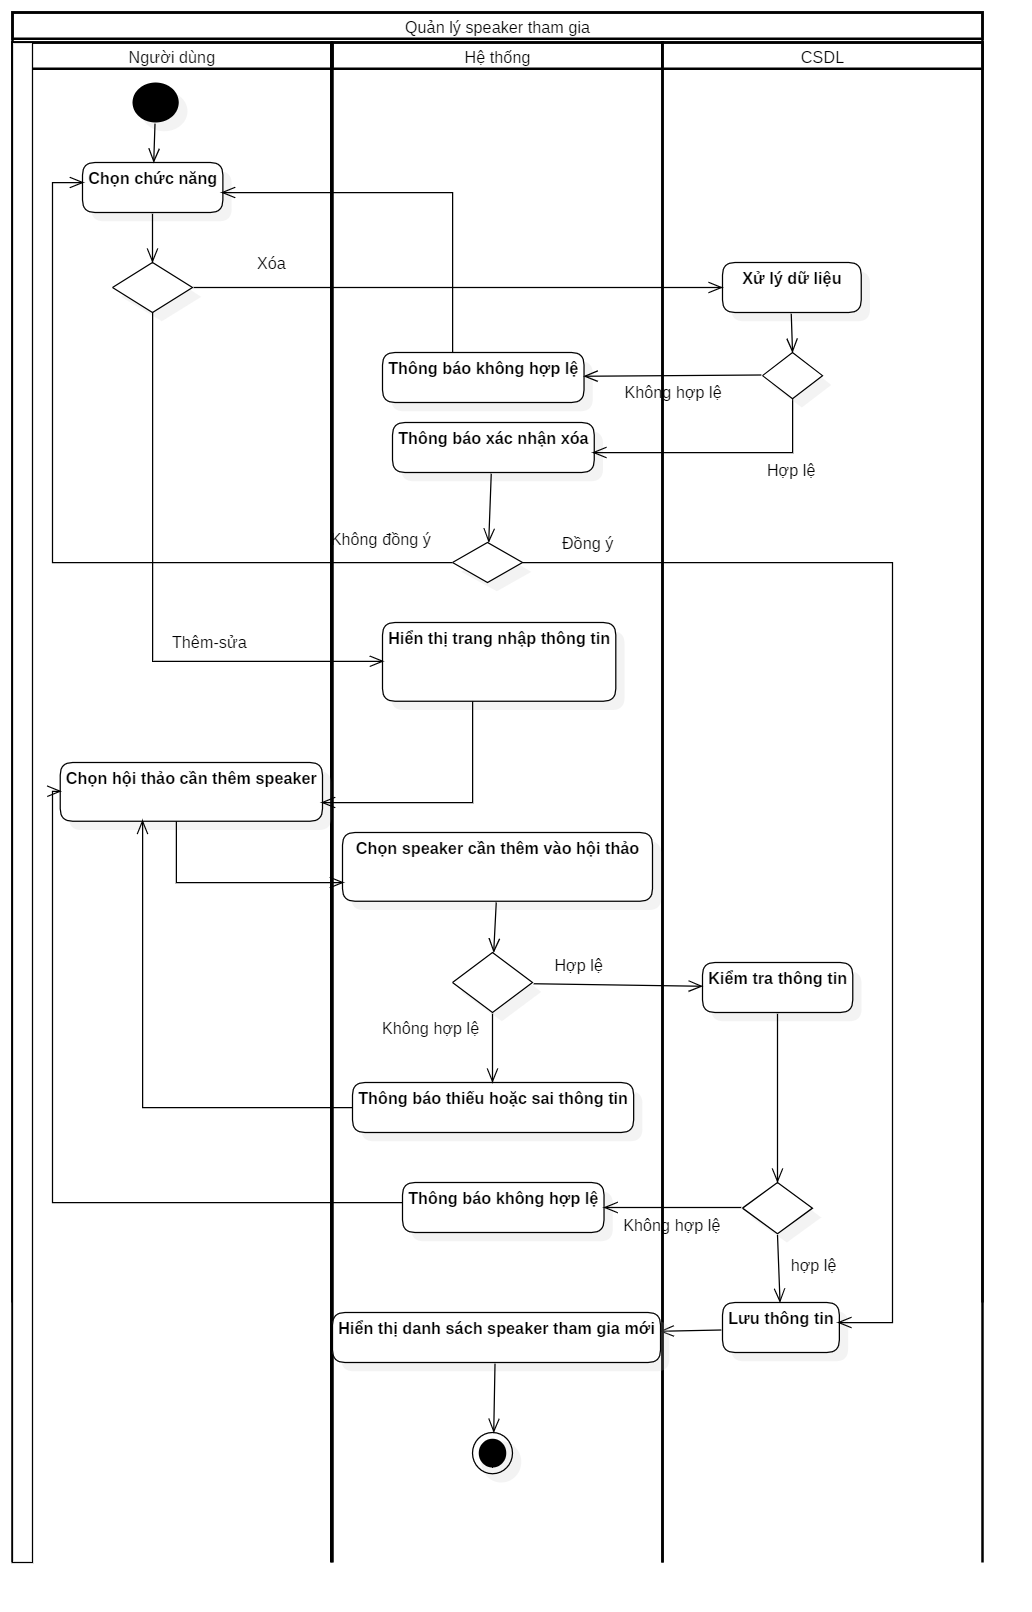 Quản lý speaker tham gia
Người dùng
Hệ thống
CSDL
Chọn chức năng
Xóa
Xử lý dữ liệu
Thông báo không hợp lệ
Không hợp lệ
Thông báo xác nhận xóa
Hợp lệ
Không đồng ý
Đồng ý
Thêm-sửa
Hiển thị trang nhập thông tin
Chọn hội thảo cần thêm speaker
Chọn speaker cần thêm vào hội thảo
Hợp lệ
Kiểm tra thông tin
Không hợp lệ
Thông báo thiếu hoặc sai thông tin
Thông báo không hợp lệ
Không hợp lệ
hợp lệ
Hiển thị danh sách speaker tham gia mới
Lưu thông tin